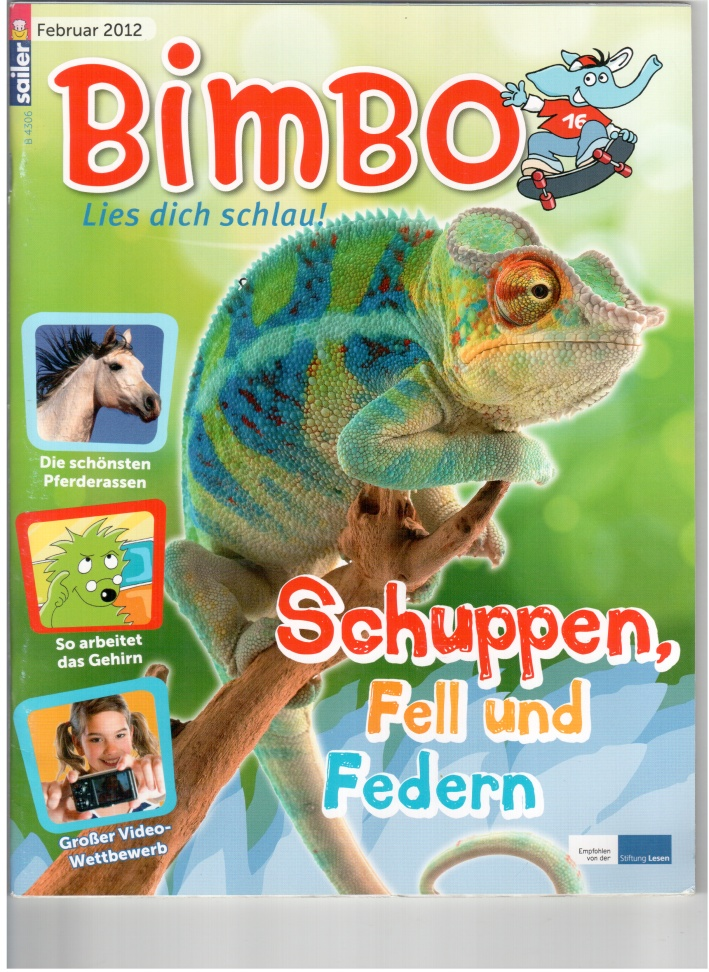 sailer
Februar 2012
B 4306
BimBO
16
Lies dich schlau!
Die schönsten
Pferderassen
So arbeitet
das Gehirn
Großer Video-
Wettbewerb
Schuppen,
Fell und
Federn
Empfohlen
von der
Stiftung Lesen